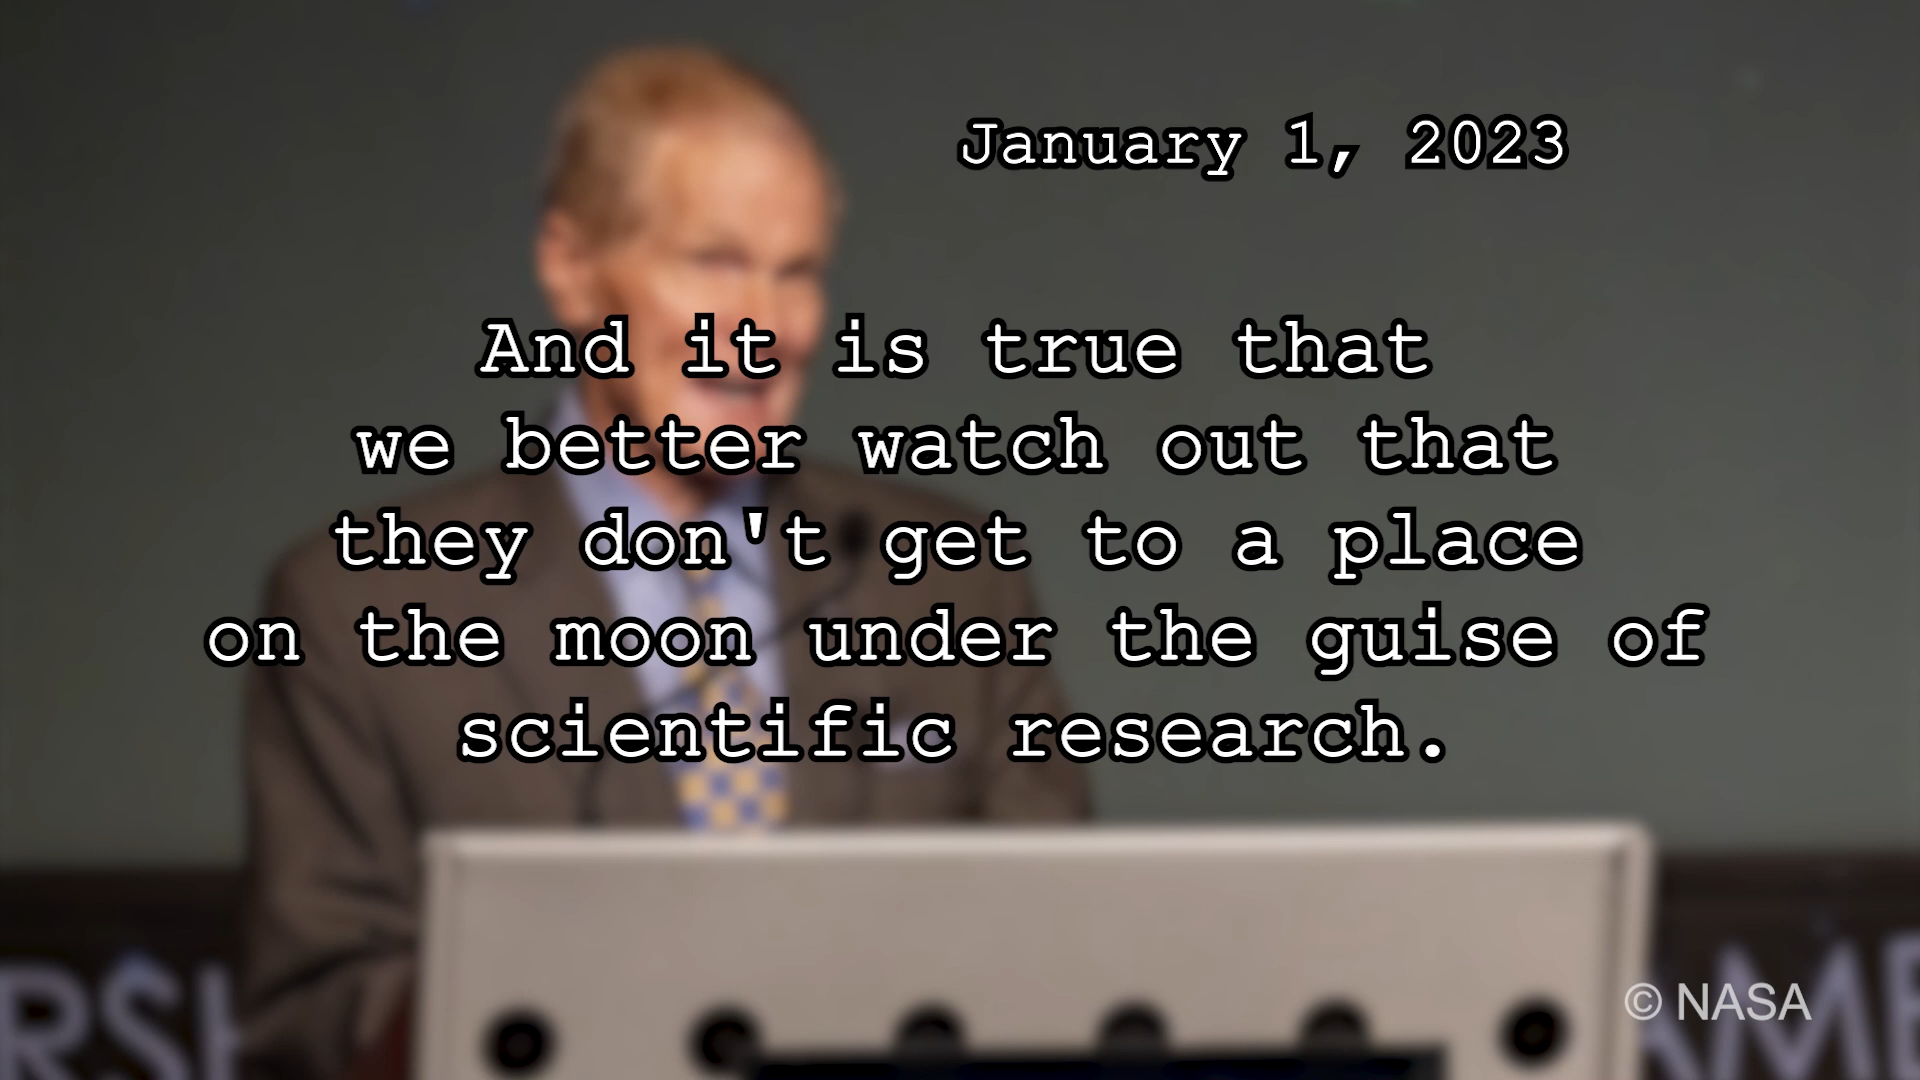 January 1, 2023
And it is true that
we better watch out that
they don't get to a place
on the moon under the guise of
scientific research.
© NASA